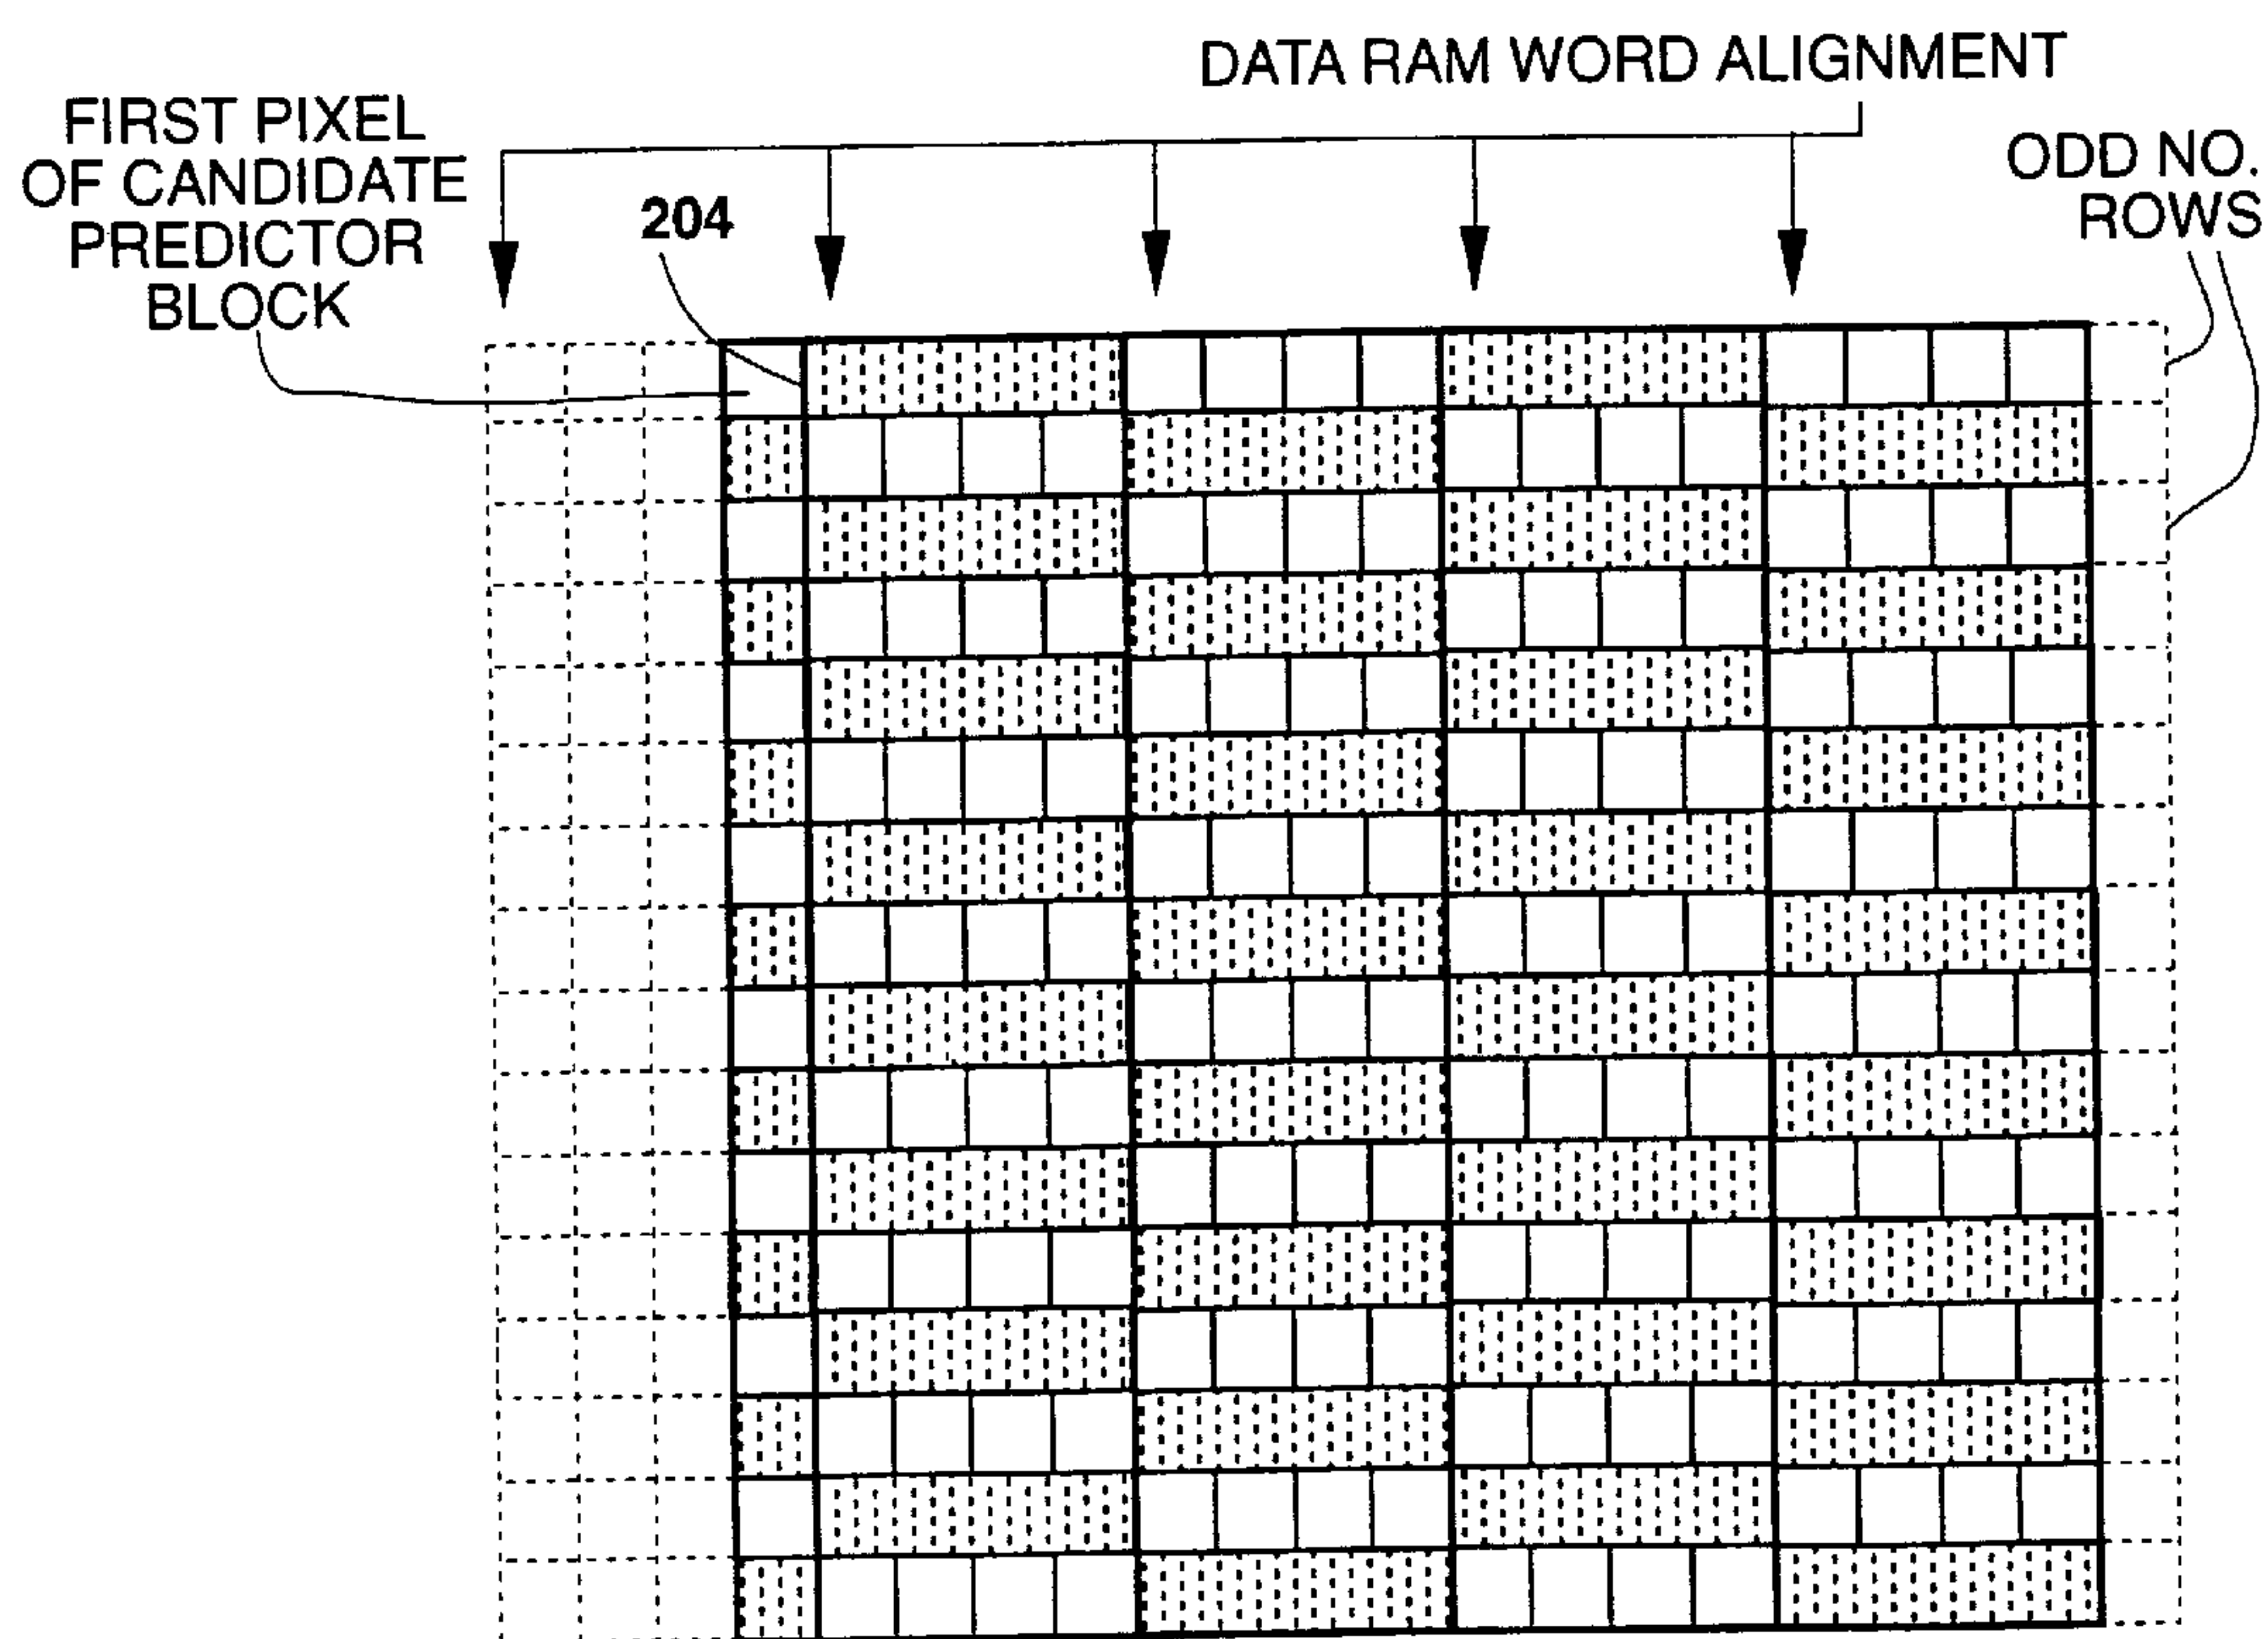 DATA RAM WORD ALIGNMENT
FIRST PIXEL
OF CANDIDATE
PREDICTOR
BLOCK
204
ODD NO.
ROWS